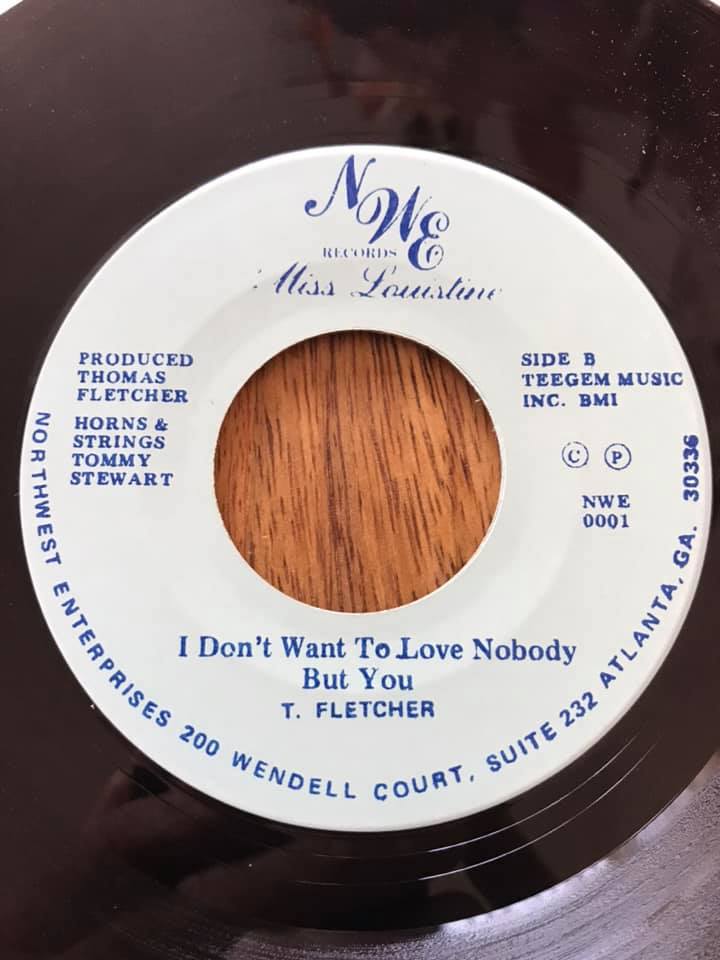 NWE
RECORDS
Miss Louistine
PRODUCED
THOMAS
FLETCHER
HORNS &
STRINGS
TOMMY
STEWART
SIDE B
TEEGEM MUSIC
INC. BMI
Ⓒ Ⓟ
NWE
0001
I Don't Want To Love Nobody
But You
T. FLETCHER
NORTHWEST ENTERPRISES 200 WENDELL COURT, SUITE 232 ATLANTA, GA. 30336